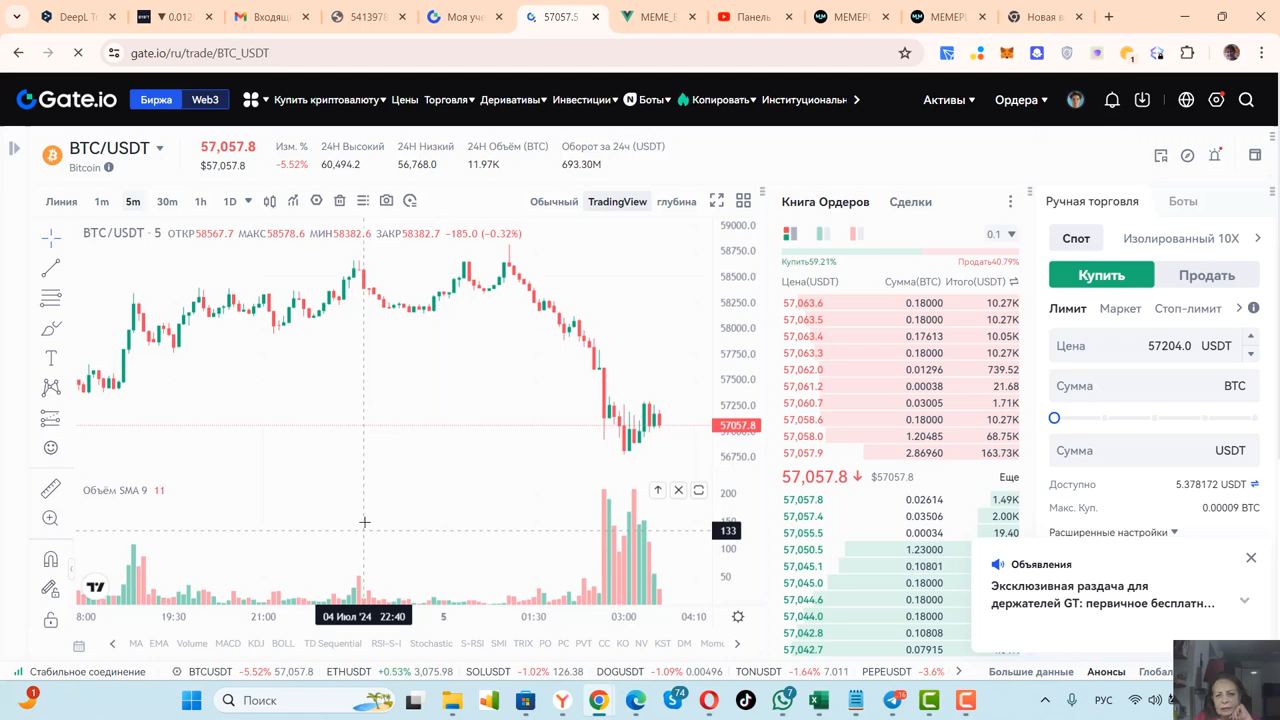 DeepL T
▼ 0.012
Входящ
5413978
Моя уче
57057.5
MEME_E
Панель
MEMEPL
MEMEPL
Новая в
gate.io/ru/trade/BTC_USDT
Gate.io
Биржа
Web3
Купить криптовалюту
Цены
Торговля
Деривативы
Инвестиции
N Боты
Копировать
Институциональн
Активы
Ордера
BTC/USDT
Bitcoin
57,057.8
$57,057.8
Изм. %
-5.52%
24H Высокий
60,494.2
24H Низкий
56,768.0
24H Объём (BTC)
11.97K
Оборот за 24ч (USDT)
693.30M
Линия 1m 5m 30m 1h 1D
Обычный TradingView глубина
BTC/USDT · 5 ОТКР58567.7 МАКС58578.6 МИН58382.6 ЗАКР58382.7 -185.0 (-0.32%)
59000.0
58750.0
58500.0
58250.0
58000.0
57750.0
57500.0
57250.0
57057.8
56750.0
Объём SMA 9 11
200
133
100
50
8:00 19:30 21:00 04 Июл '24 22:40 5 01:30 03:00 04:10
MA EMA Volume MACD KDJ BOLL TD Sequential RSI-S-I Stochastic S-RSI SMI TRIX PO PC PVT CC KO NV KST DM Mom
Книга Ордеров Сделки
0.1
Купить59.21% Продать40.79%
Цена(USDT) Сумма(BTC) Итого(USDT)
57,063.6 0.18000 10.27K
57,063.5 0.18000 10.27K
57,063.4 0.17613 10.05K
57,063.3 0.18000 10.27K
57,062.0 0.01296 739.52
57,061.2 0.00038 21.68
57,060.7 0.03005 1.71K
57,058.6 0.18000 10.27K
57,058.0 1.20485 68.75K
57,057.9 2.86960 163.73K
57,057.8 $57057.8 Еще
57,057.8 0.02614 1.49K
57,057.4 0.03506 2.00K
57,055.5 0.00034 19.40
57,050.5 1.23000
57,045.1 0.10801
57,045.0 0.18000
57,044.6 0.18000
57,044.0 0.18000
57,042.8 0.10808
57,042.7 0.07915
Ручная торговля Боты
Спот Изолированный 10X
Купить Продать
Лимит Маркет Стоп-лимит
Цена 57204.0 USDT
Сумма BTC
Сумма USDT
Доступно 5.378172 USDT
Макс. Куп. 0.00009 BTC
Расширенные настройки
Объявления
Эксклюзивная раздача для
держателей GT: первичное бесплатн...
Стабильное соединение
BTCUSDT -5.52% 57,057.8 ETHUSDT +0.53% 3,075.98 SOLUSDT -1.02% 126.38 DOGUSDT -1.09% 0.00496 TONUSDT -1.64% 7.011 PEPEUSDT -3.6%
Большие данные Анонсы Глобал
1
Поиск
74
7
14
РУС